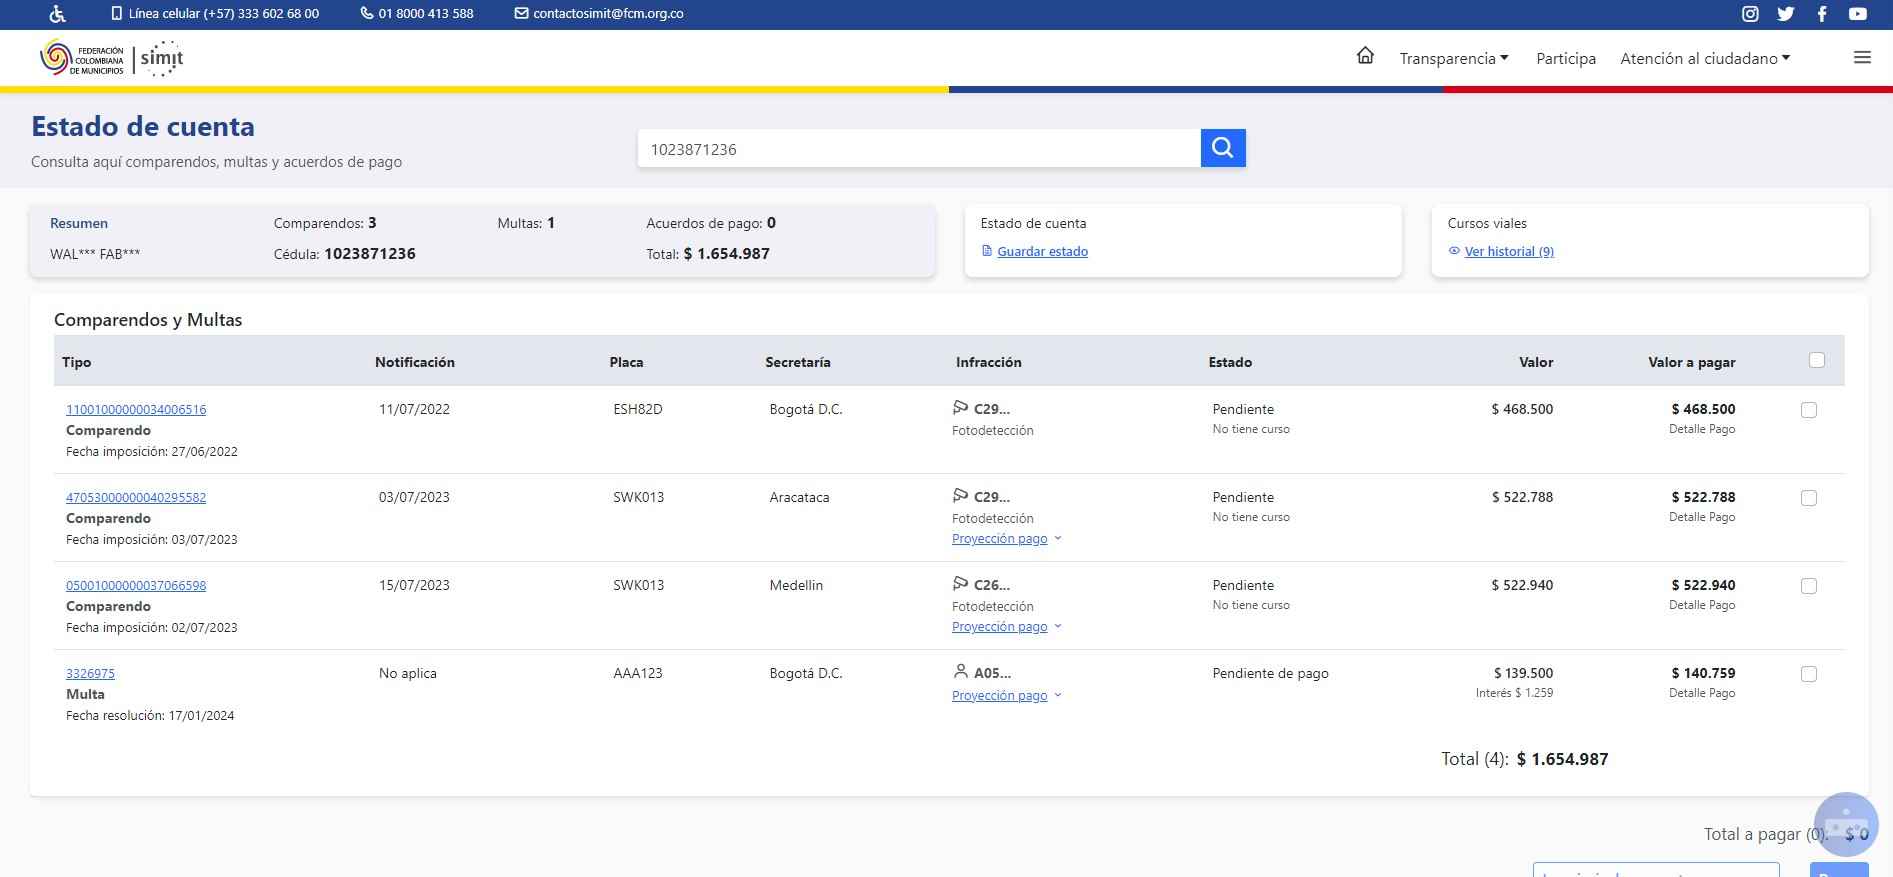 Línea celular (+57) 333 602 68 00 01 8000 413 588 contactosimit@fcm.org.co
FEDERACIÓN
COLOMBIANA
DE MUNICIPIOS
simit
Transparencia Participa Atención al ciudadano
Estado de cuenta
Consulta aquí comparendos, multas y acuerdos de pago
1023871236
Resumen Comparendos: 3 Multas: 1 Acuerdos de pago: 0
WAL*** FAB*** Cédula: 1023871236 Total: $ 1.654.987
Estado de cuenta
Guardar estado
Cursos viales
Ver historial (9)
Comparendos y Multas
Tipo Notificación Placa Secretaría Infracción Estado Valor Valor a pagar
11001000000034006516 11/07/2022 ESH82D Bogotá D.C. C29... Pendiente $ 468.500 $ 468.500
Comparendo Fotodetección No tiene curso Detalle Pago
Fecha imposición: 27/06/2022
47053000000040295582 03/07/2023 SWK013 Aracataca C29... Pendiente $ 522.788 $ 522.788
Comparendo Fotodetección No tiene curso Detalle Pago
Fecha imposición: 03/07/2023 Proyección pago
05001000000037066598 15/07/2023 SWK013 Medellin C26... Pendiente $ 522.940 $ 522.940
Comparendo Fotodetección No tiene curso Detalle Pago
Fecha imposición: 02/07/2023 Proyección pago
3326975 No aplica AAA123 Bogotá D.C. A05... Pendiente de pago $ 139.500 $ 140.759
Multa Proyección pago Interés $ 1.259 Detalle Pago
Fecha resolución: 17/01/2024
Total (4): $ 1.654.987
Total a pagar (0): $ 0